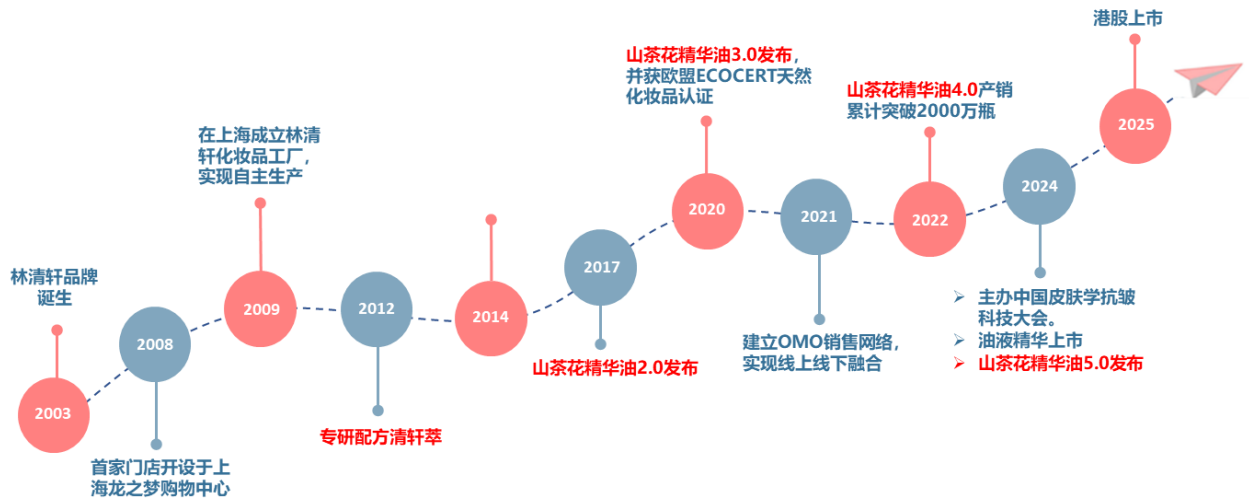 林清轩品牌
诞生
2003
2008
首家门店开设于上
海龙之梦购物中心
在上海成立林清
轩化妆品工厂，
实现自主生产
2009
2012
专研配方清轩萃
2014
2017
山茶花精华油2.0发布
山茶花精华油3.0发布，
并获欧盟ECOCERT天然
化妆品认证
2020
2021
建立OMO销售网络，
实现线上线下融合
山茶花精华油4.0产销
累计突破2000万瓶
2022
2024
主办中国皮肤学抗皱
科技大会。
油液精华上市
山茶花精华油5.0发布
港股上市
2025